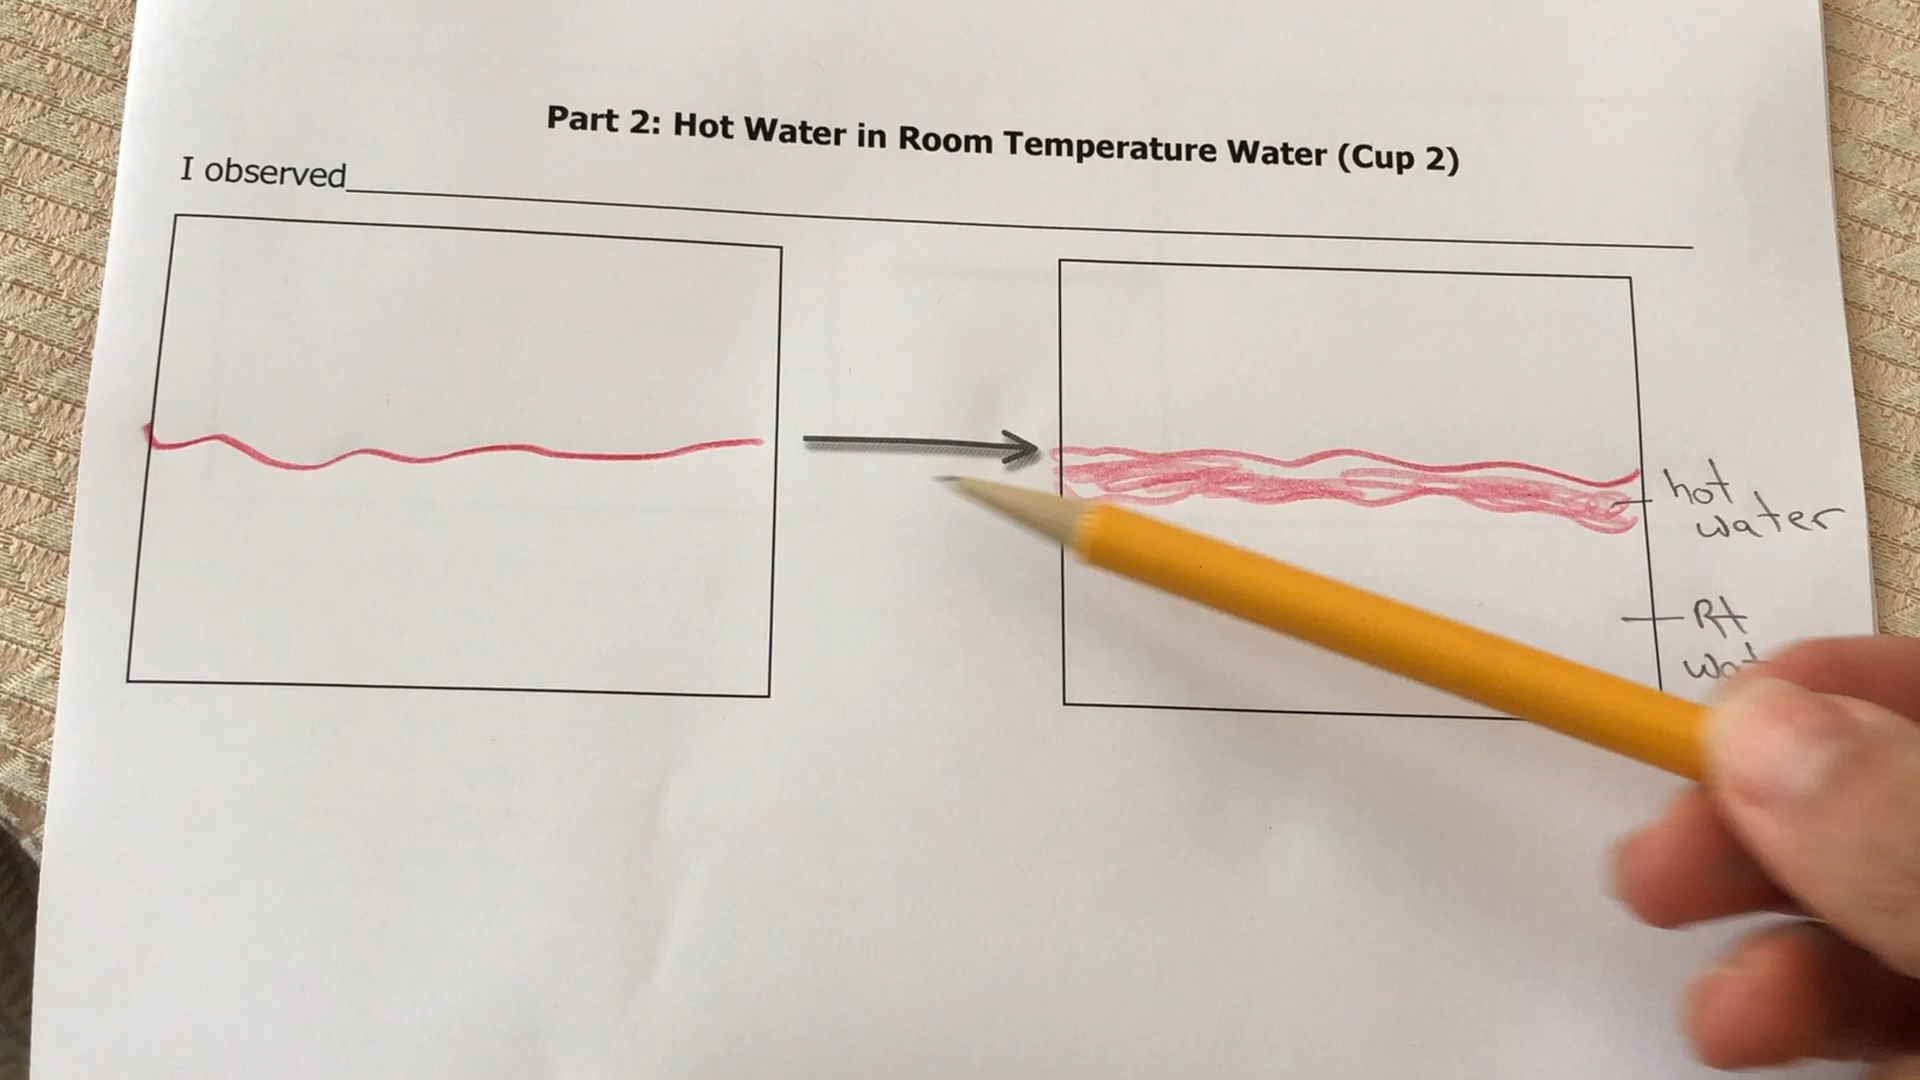 Part 2: Hot Water in Room Temperature Water (Cup 2)
I observed
hot
water
Rt